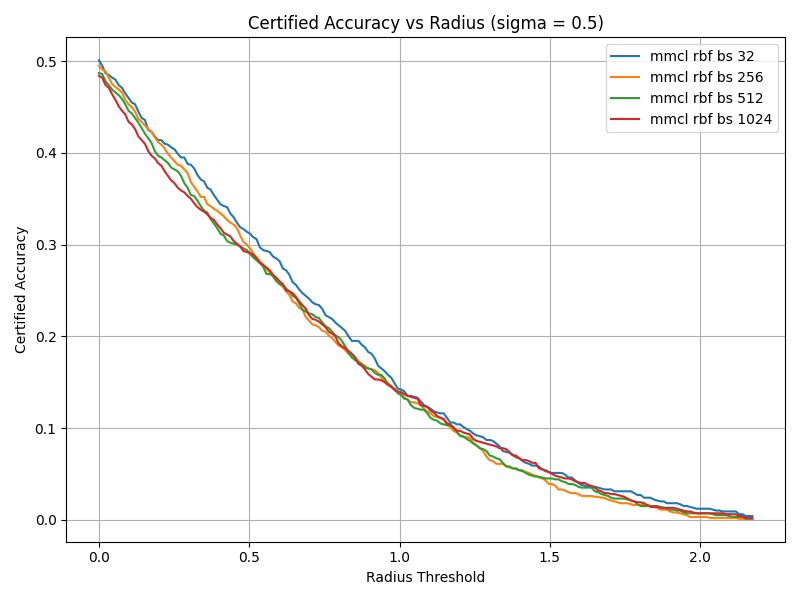 Certified Accuracy vs Radius (sigma = 0.5)
mmcl rbf bs 32
mmcl rbf bs 256
mmcl rbf bs 512
mmcl rbf bs 1024
Certified Accuracy
0.5
0.4
0.3
0.2
0.1
0.0
0.0 0.5 1.0 1.5 2.0
Radius Threshold